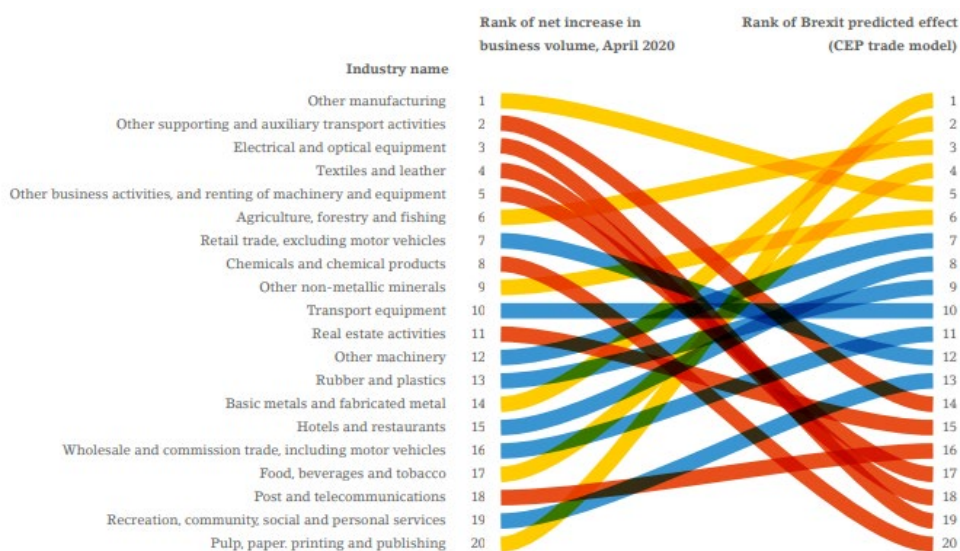 Rank of net increase in
business volume, April 2020
Rank of Brexit predicted effect
(CEP trade model)
Industry name
Other manufacturing 1 1
Other supporting and auxiliary transport activities 2 2
Electrical and optical equipment 3 3
Textiles and leather 4 4
Other business activities, and renting of machinery and equipment 5 5
Agriculture, forestry and fishing 6 6
Retail trade, excluding motor vehicles 7 7
Chemicals and chemical products 8 8
Other non-metallic minerals 9 9
Transport equipment 10 10
Real estate activities 11 11
Other machinery 12 12
Rubber and plastics 13 13
Basic metals and fabricated metal 14 14
Hotels and restaurants 15 15
Wholesale and commission trade, including motor vehicles 16 16
Food, beverages and tobacco 17 17
Post and telecommunications 18 18
Recreation, community, social and personal services 19 19
Pulp, paper. printing and publishing 20 20